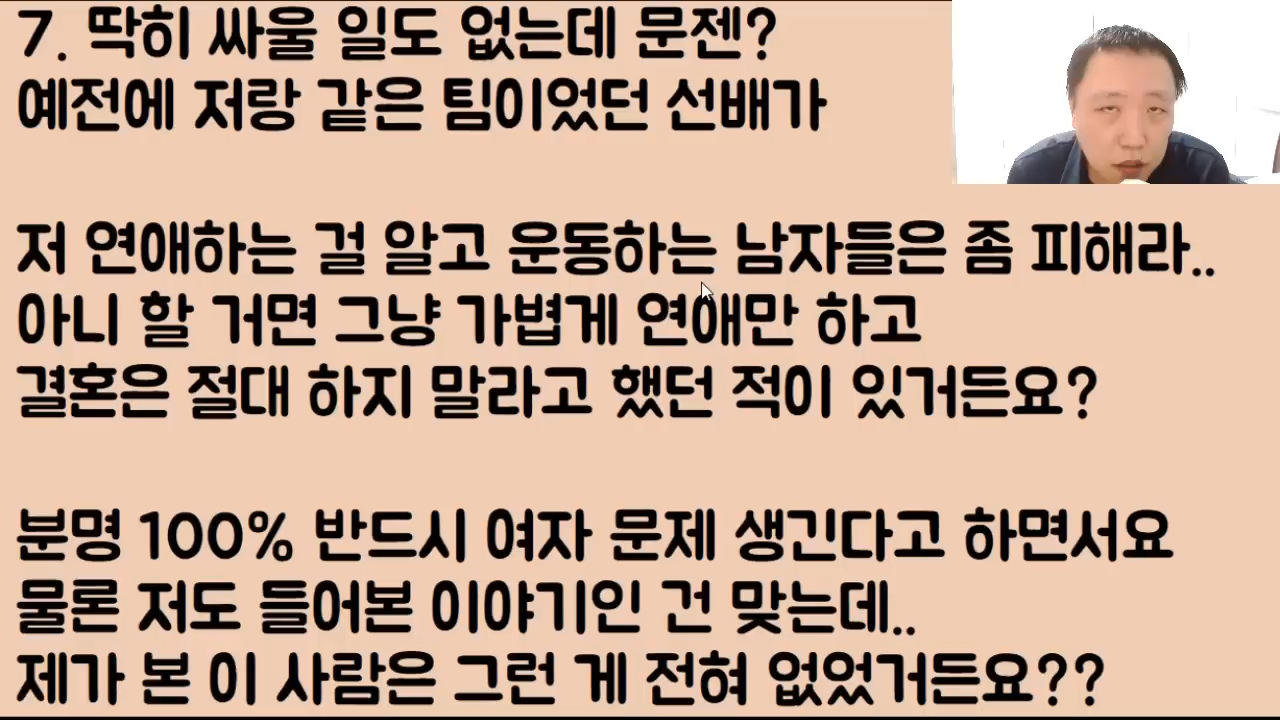 7. 딱히 싸울 일도 없는데 문젠?
예전에 저랑 같은 팀이었던 선배가
저 연애하는 걸 알고 운동하는 남자들은 좀 피해라..
아니 할 거면 그냥 가볍게 연애만 하고
결혼은 절대 하지 말라고 했던 적이 있거든요?
분명 100% 반드시 여자 문제 생긴다고 하면서요
물론 저도 들어본 이야기인 건 맞는데..
제가 본 이 사람은 그런 게 전혀 없었거든요??